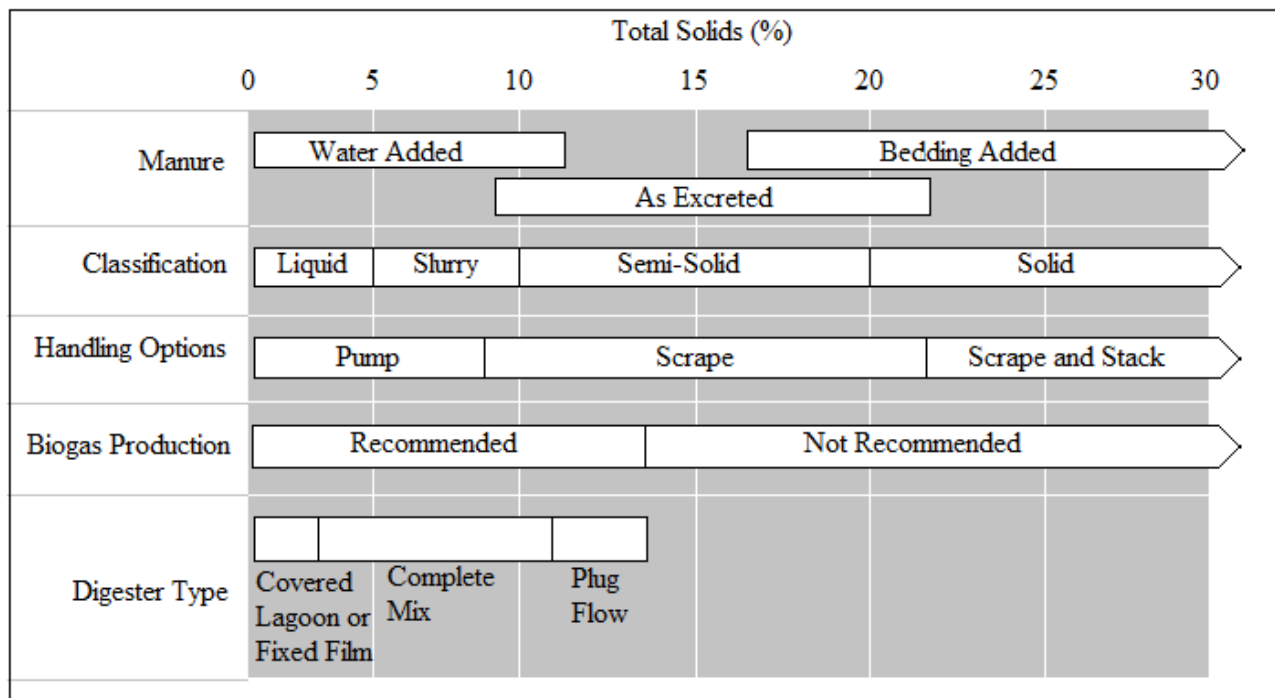 Total Solids (%)
0 5 10 15 20 25 30
Manure
Water Added
Bedding Added
As Excreted
Classification
Liquid
Slurry
Semi-Solid
Solid
Handling Options
Pump
Scrape
Scrape and Stack
Biogas Production
Recommended
Not Recommended
Digester Type
Covered
Lagoon or
Fixed Film
Complete
Mix
Plug
Flow